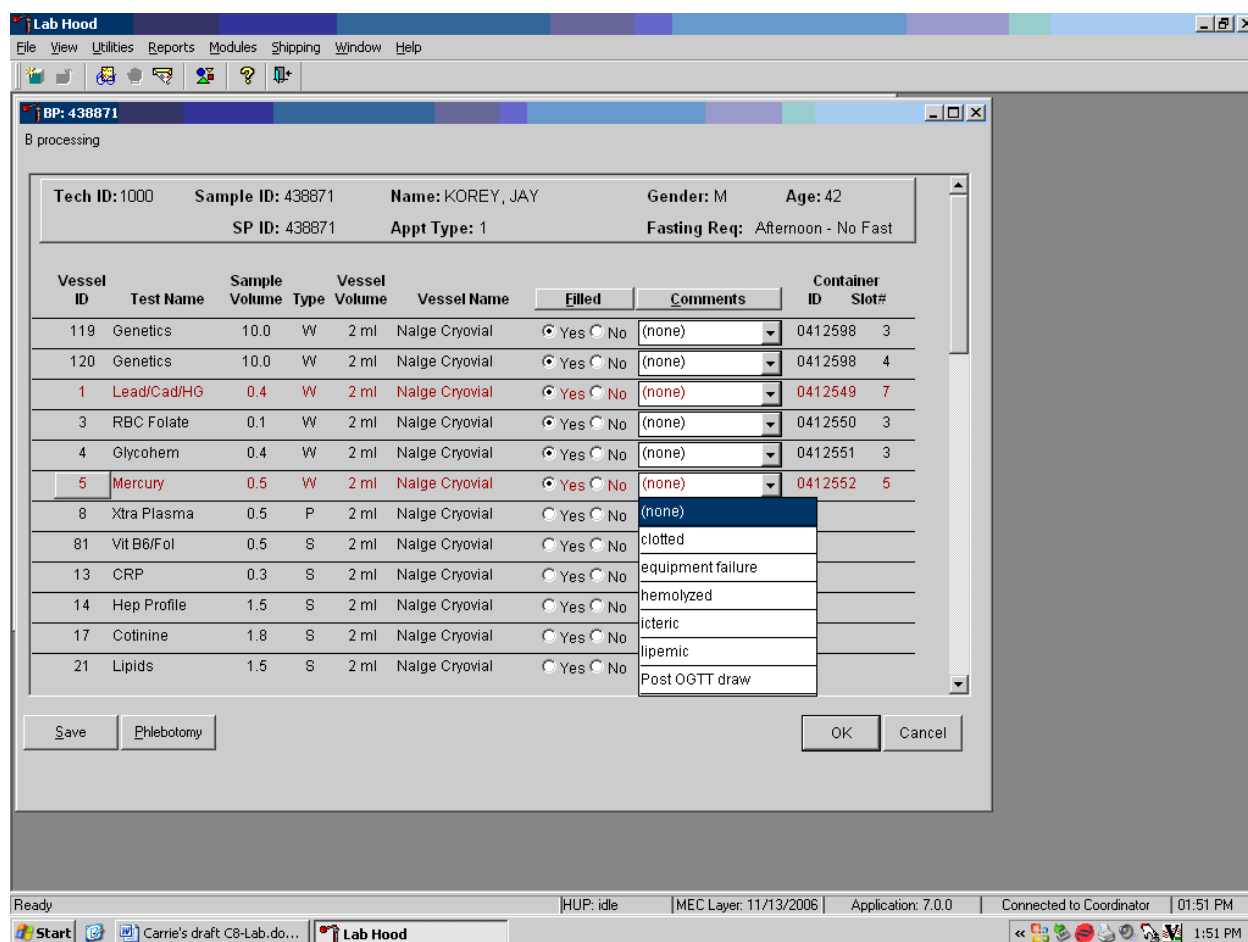 Lab Hood
File View Utilities Reports Modules Shipping Window Help
BP: 438871
B processing
Tech ID: 1000 Sample ID: 438871 Name: KOREY, JAY Gender: M Age: 42
SP ID: 438871 Appt Type: 1 Fasting Req: Afternoon - No Fast
Vessel Sample Vessel Container
ID Test Name Volume Type Volume Vessel Name Filled Comments ID Slot#
119 Genetics 10.0 W 2 ml Nalge Cryovial Yes No (none) 0412598 3
120 Genetics 10.0 W 2 ml Nalge Cryovial Yes No (none) 0412598 4
1 Lead/Cad/HG 0.4 W 2 ml Nalge Cryovial Yes No (none) 0412549 7
3 RBC Folate 0.1 W 2 ml Nalge Cryovial Yes No (none) 0412550 3
4 Glycohem 0.4 W 2 ml Nalge Cryovial Yes No (none) 0412551 3
5 Mercury 0.5 W 2 ml Nalge Cryovial Yes No (none) 0412552 5
8 Xtra Plasma 0.5 P 2 ml Nalge Cryovial Yes No (none)
81 Vit B6/Fol 0.5 S 2 ml Nalge Cryovial Yes No clotted
13 CRP 0.3 S 2 ml Nalge Cryovial Yes No equipment failure
14 Hep Profile 1.5 S 2 ml Nalge Cryovial Yes No hemolyzed
17 Cotinine 1.8 S 2 ml Nalge Cryovial Yes No icteric
lipemic
21 Lipids 1.5 S 2 ml Nalge Cryovial Yes No Post OGTT draw
Save Phlebotomy OK Cancel
Ready HUP: idle MEC Layer: 11/13/2006 Application: 7.0.0 Connected to Coordinator 01:51 PM
Start Carrie's draft C8-Lab.do... Lab Hood « 1:51 PM